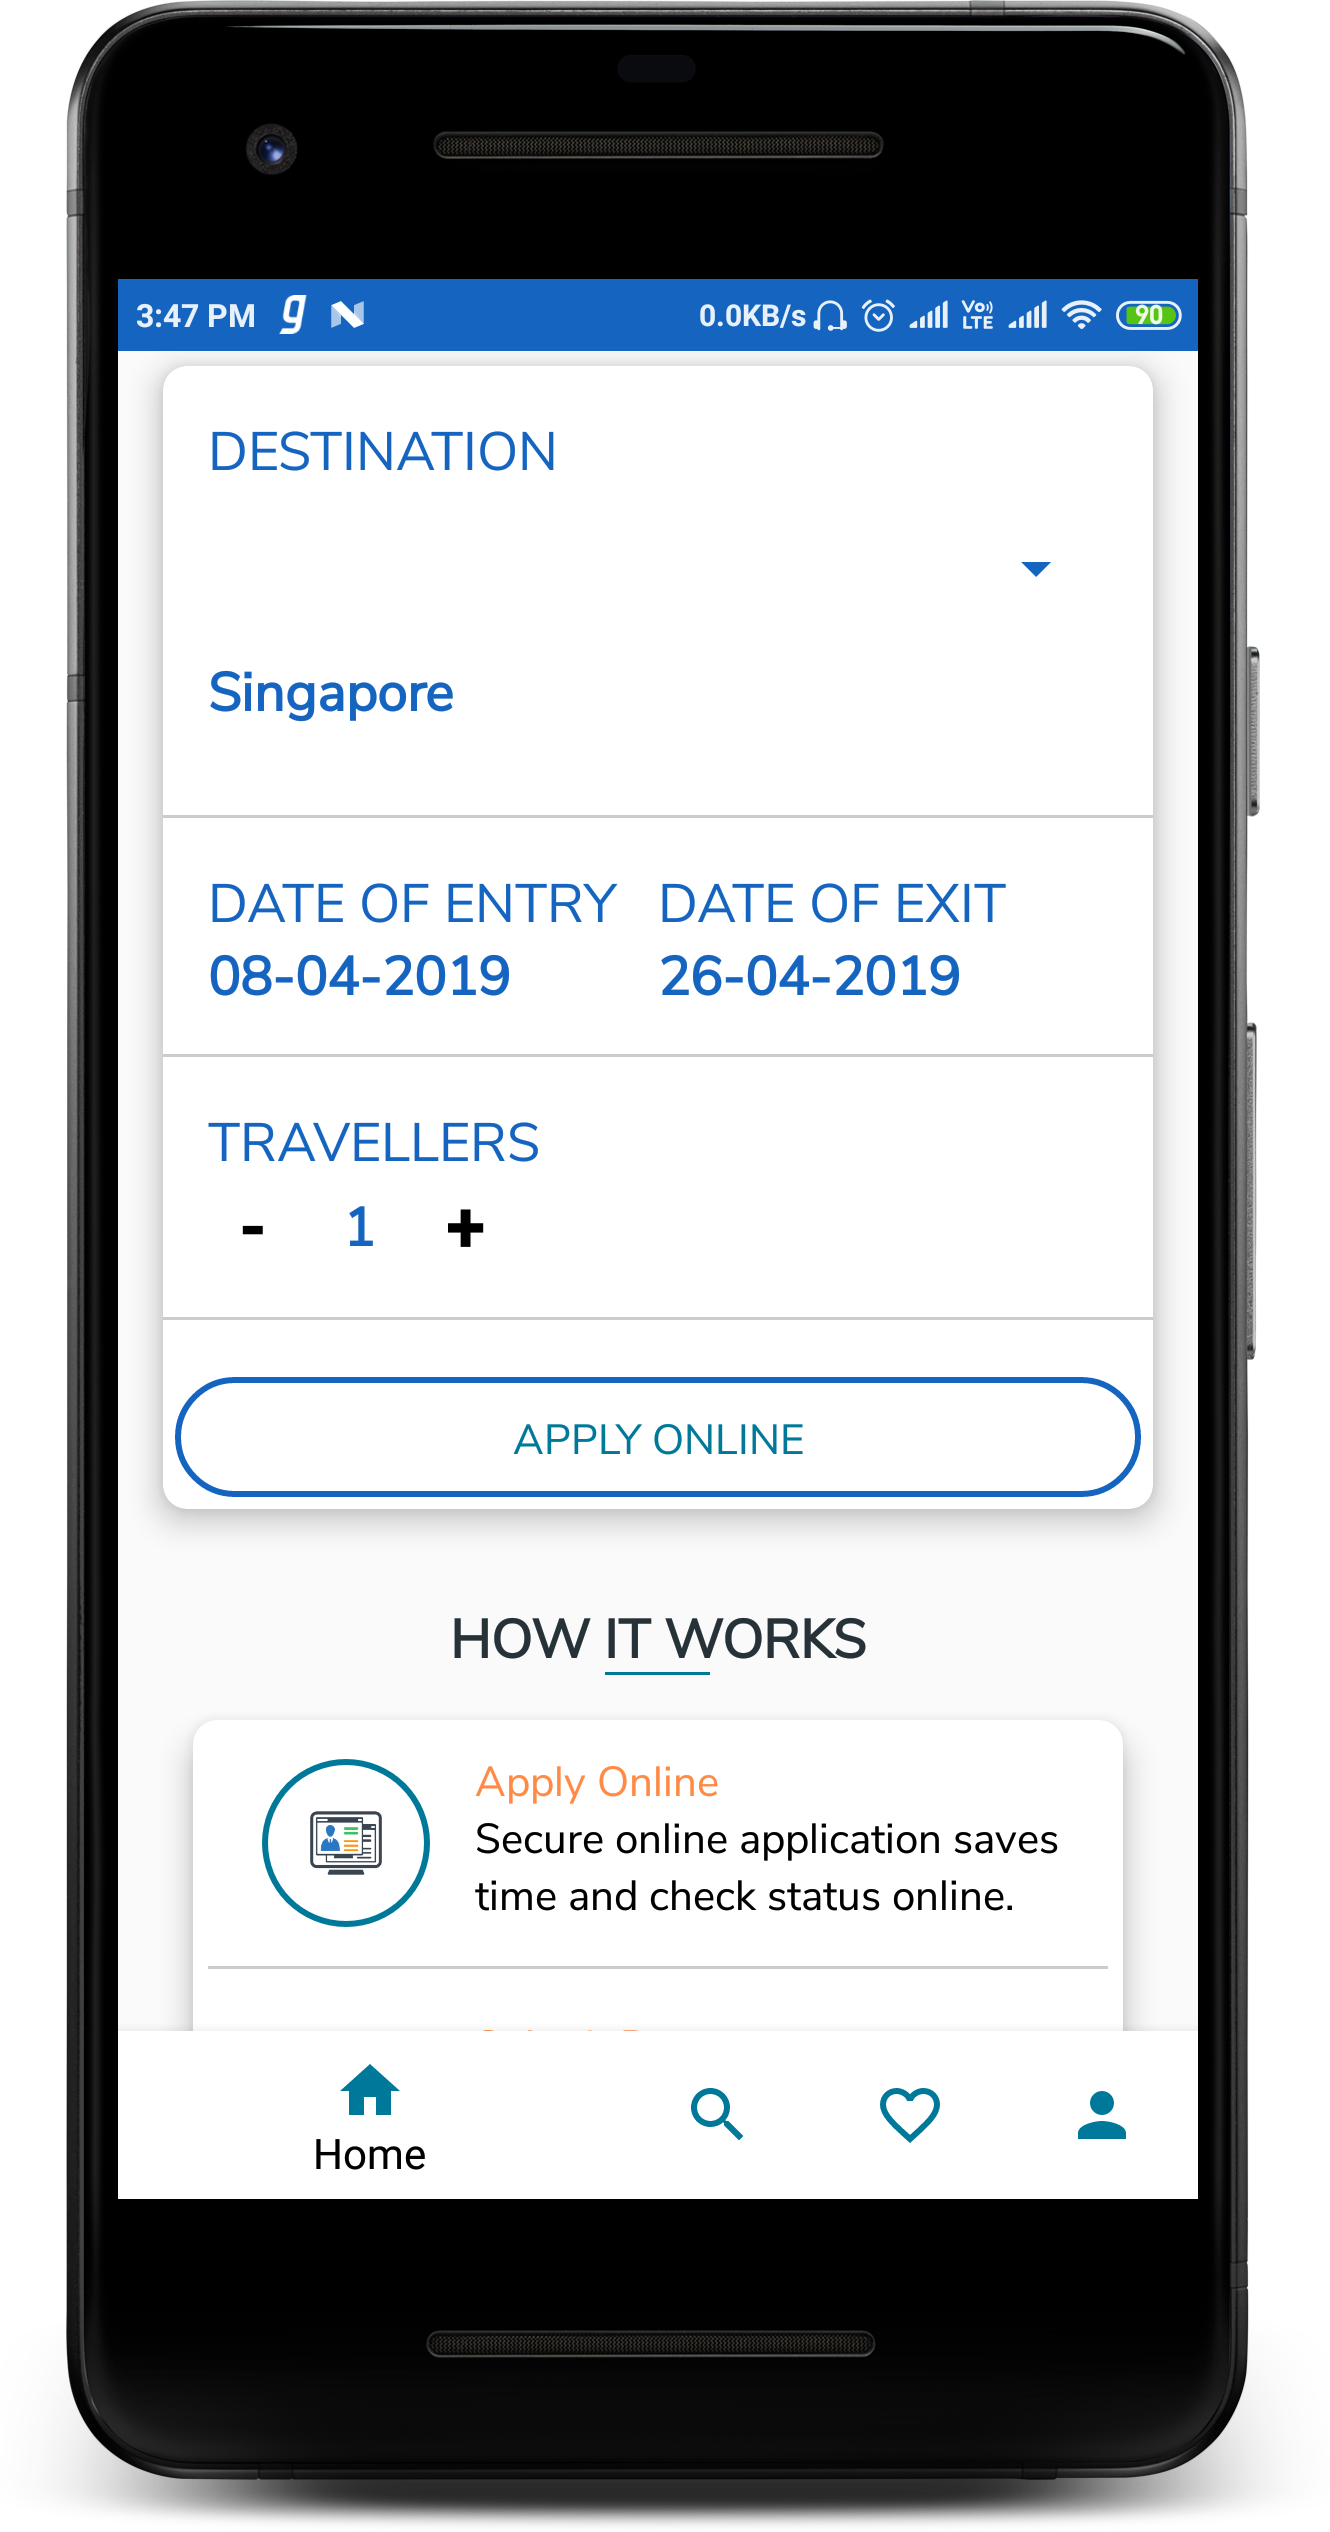 3:47 PM g N 0.0KB/s Vo) LTE 90
DESTINATION
Singapore
DATE OF ENTRY DATE OF EXIT
08-04-2019 26-04-2019
TRAVELLERS
- 1 +
APPLY ONLINE
HOW IT WORKS
Apply Online
Secure online application saves
time and check status online.
Home